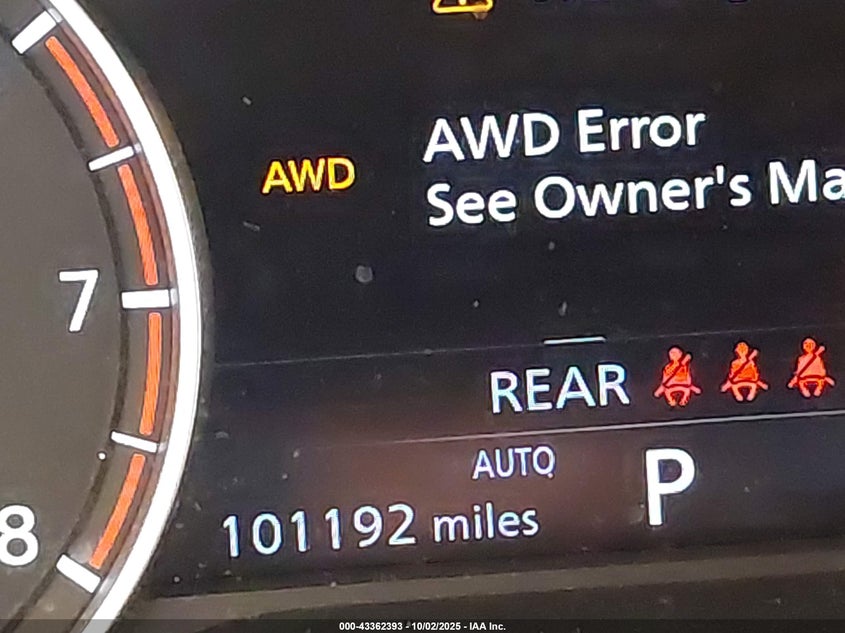 AWD Error
AWD
See Owner's Ma
7
REAR
AUTO
P
101192 miles
8
000-43362393 - 10/02/2025 - IAA Inc.